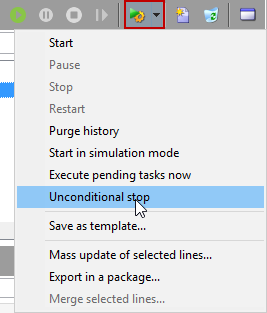 Start
Pause
Stop
Restart
Purge history
Start in simulation mode
Execute pending tasks now
Unconditional stop
Save as template...
Mass update of selected lines...
Export in a package...
Merge selected lines...